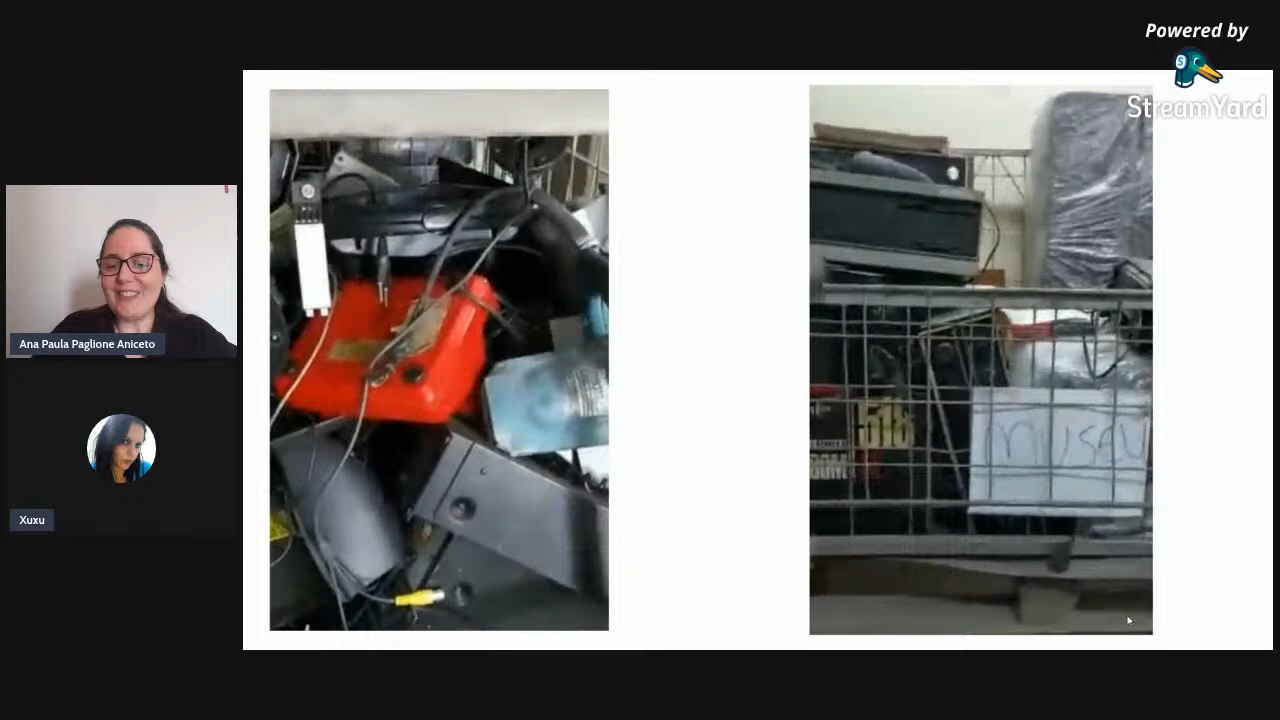 Powered by
StreamYard
Ana Paula Paglione Aniceto
Xuxu
MUSAU